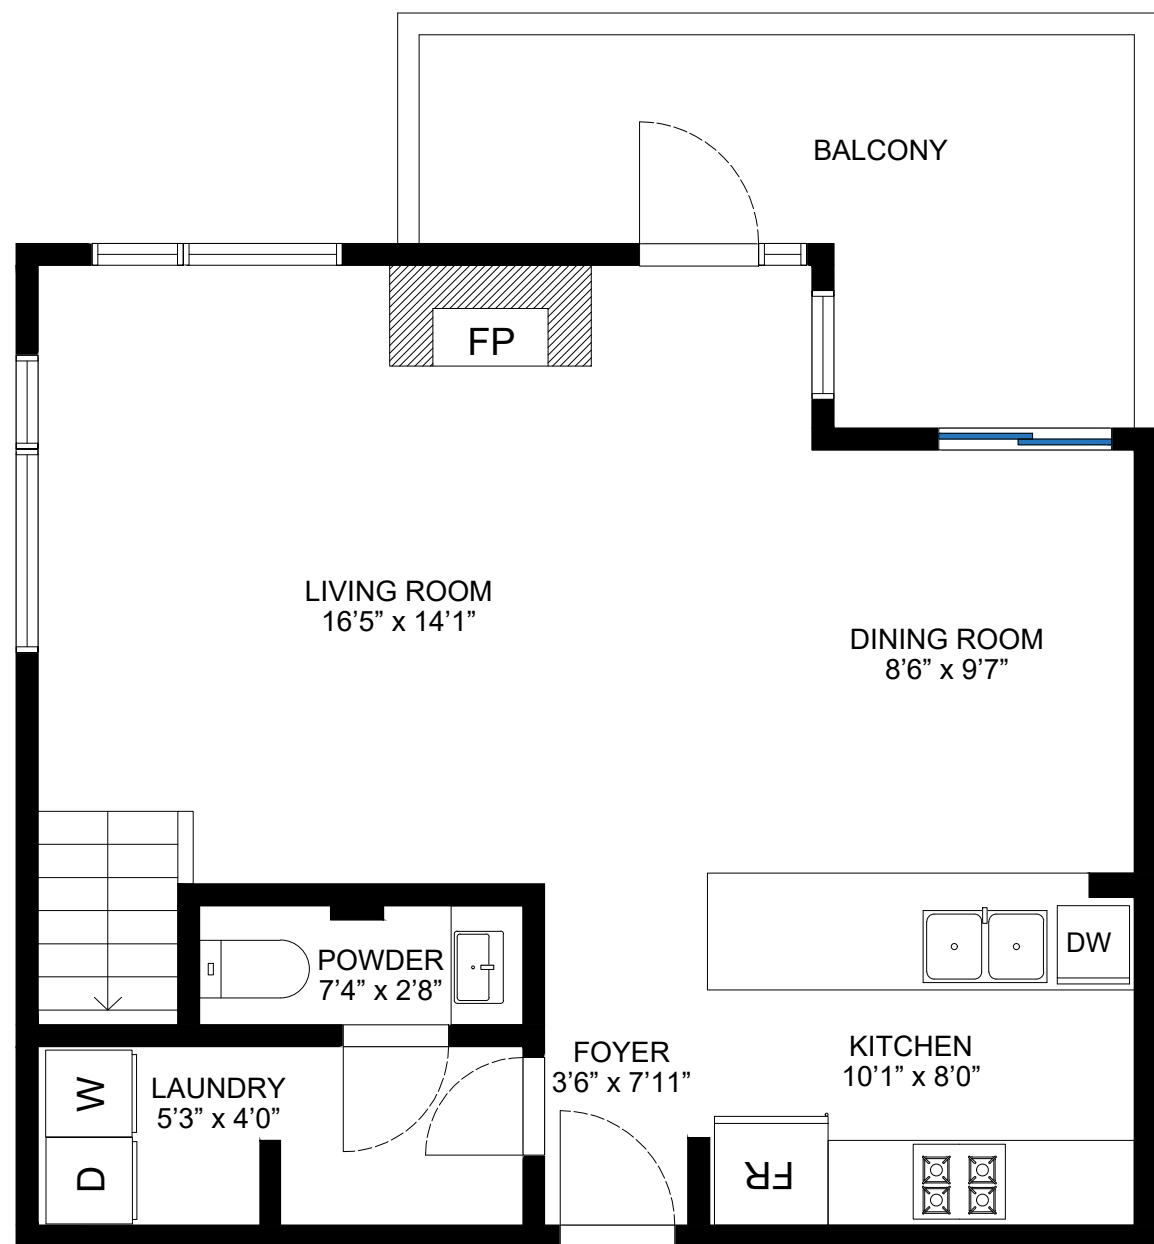 BALCONY
FP
LIVING ROOM
16’5” x 14’1”
DINING ROOM
8’6” x 9’7”
POWDER
7’4” x 2’8”
DW
FOYER
3’6” x 7’11”
KITCHEN
10’1” x 8’0”
W
LAUNDRY
5’3” x 4’0”
D
FR